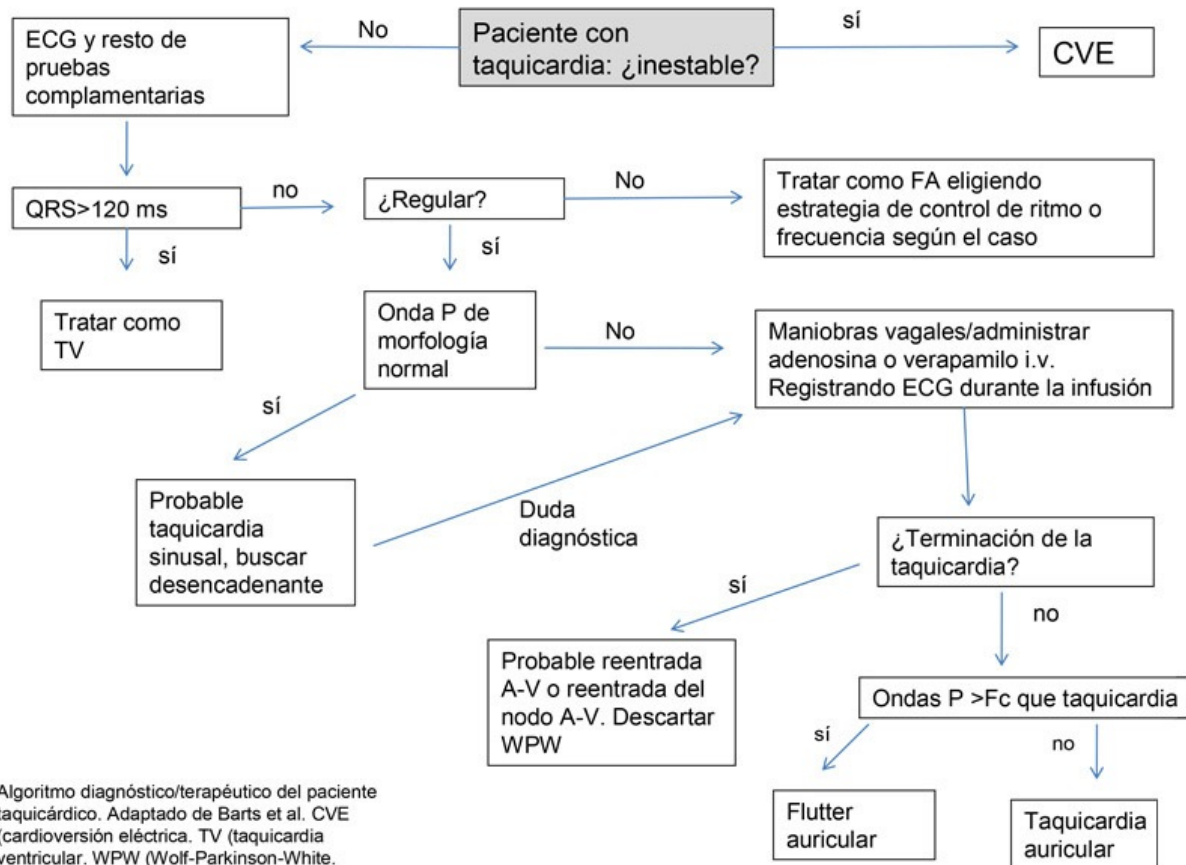 Paciente con
taquicardia: ¿inestable?
No
sí
ECG y resto de
pruebas
complamentarias
CVE
QRS>120 ms
no
¿Regular?
No
Tratar como FA eligiendo
estrategia de control de ritmo o
frecuencia según el caso
sí
sí
Tratar como
TV
Onda P de
morfología
normal
No
Maniobras vagales/administrar
adenosina o verapamilo i.v.
Registrando ECG durante la infusión
sí
Probable
taquicardia
sinusal, buscar
desencadenante
Duda
diagnóstica
¿Terminación de la
taquicardia?
sí
no
Probable reentrada
A-V o reentrada del
nodo A-V. Descartar
WPW
Ondas P >Fc que taquicardia
sí
no
Flutter
auricular
Taquicardia
auricular
Algoritmo diagnóstico/terapéutico del paciente
taquicárdico. Adaptado de Barts et al. CVE
(cardioversión eléctrica. TV (taquicardia
ventricular. WPW (Wolf-Parkinson-White.